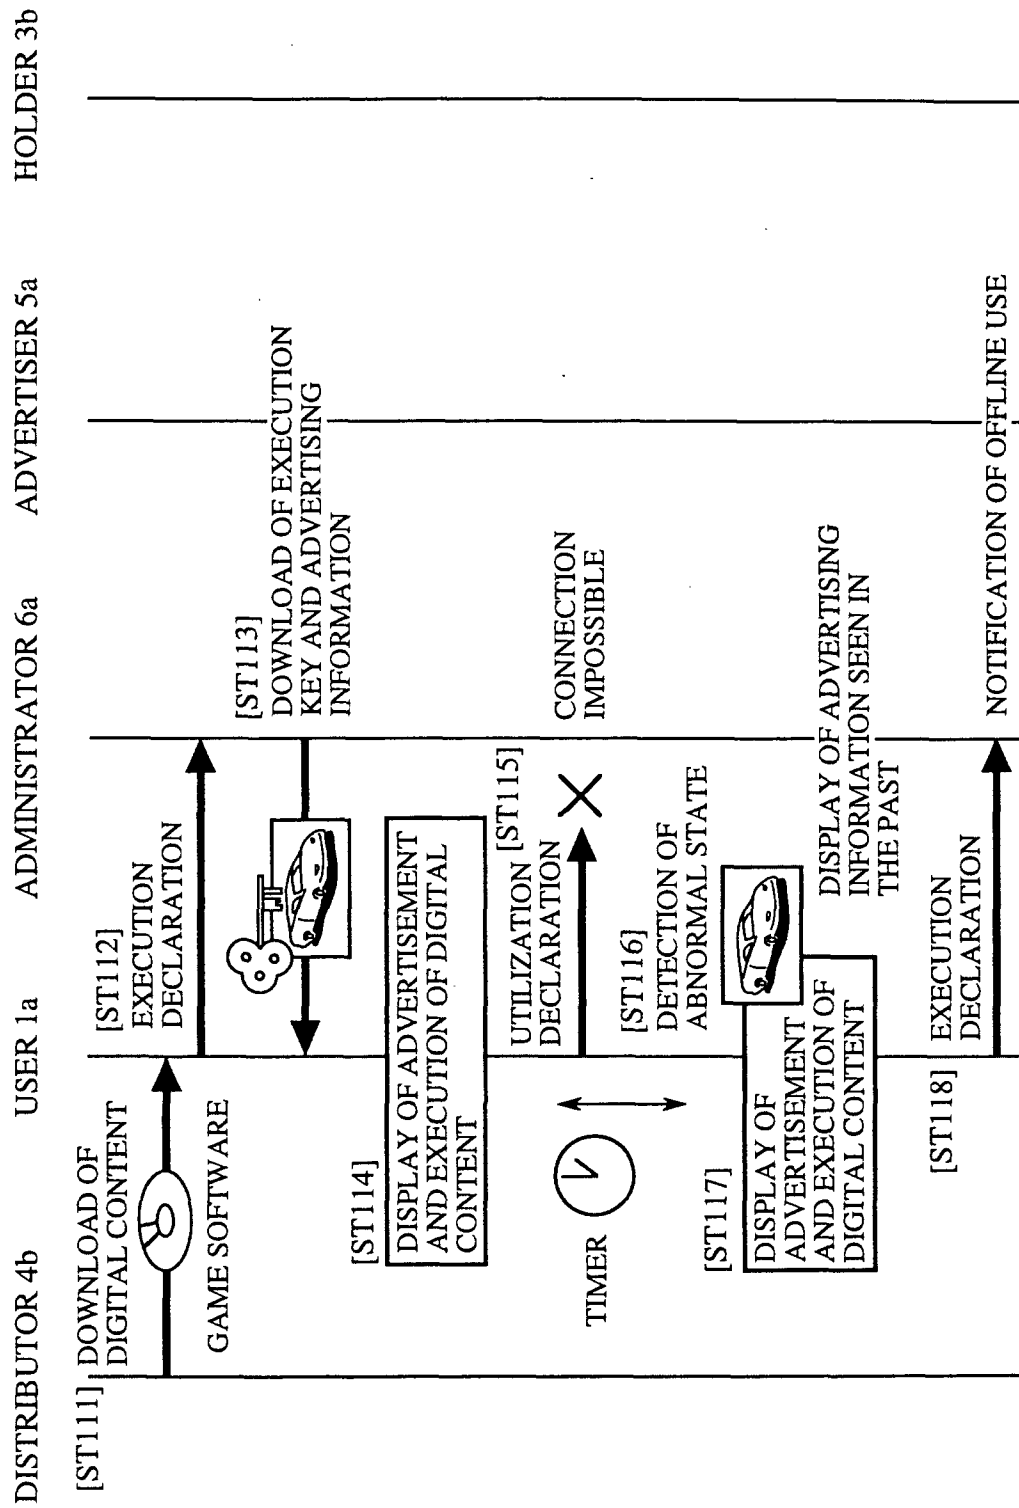 DISTRIBUTOR 4b
USER 1a
ADMINISTRATOR 6a
ADVERTISER 5a
HOLDER 3b
[ST111]
DOWNLOAD OF
DIGITAL CONTENT
GAME SOFTWARE
[ST112]
EXECUTION
DECLARATION
[ST113]
DOWNLOAD OF EXECUTION
KEY AND ADVERTISING
INFORMATION
[ST114]
DISPLAY OF ADVERTISEMENT
AND EXECUTION OF DIGITAL
CONTENT
[ST115]
UTILIZATION
DECLARATION
CONNECTION
IMPOSSIBLE
TIMER
[ST116]
DETECTION OF
ABNORMAL STATE
[ST117]
DISPLAY OF
ADVERTISEMENT
AND EXECUTION OF
DIGITAL CONTENT
DISPLAY OF ADVERTISING
INFORMATION SEEN IN
THE PAST
[ST118]
EXECUTION
DECLARATION
NOTIFICATION OF OFFLINE USE